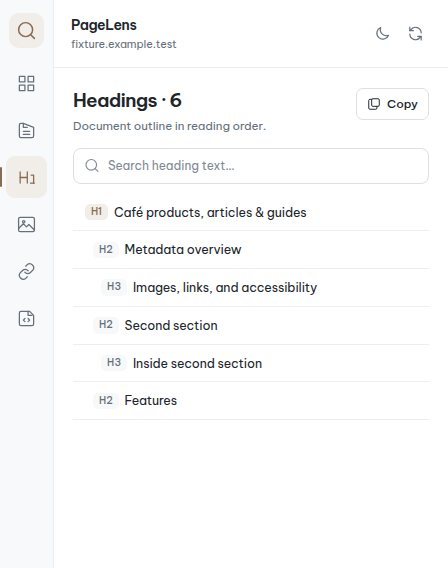 PageLens
fixture.example.test
Headings · 6
Copy
Document outline in reading order.
Search heading text...
H1 Café products, articles & guides
H2 Metadata overview
H3 Images, links, and accessibility
H2 Second section
H3 Inside second section
H2 Features
H1